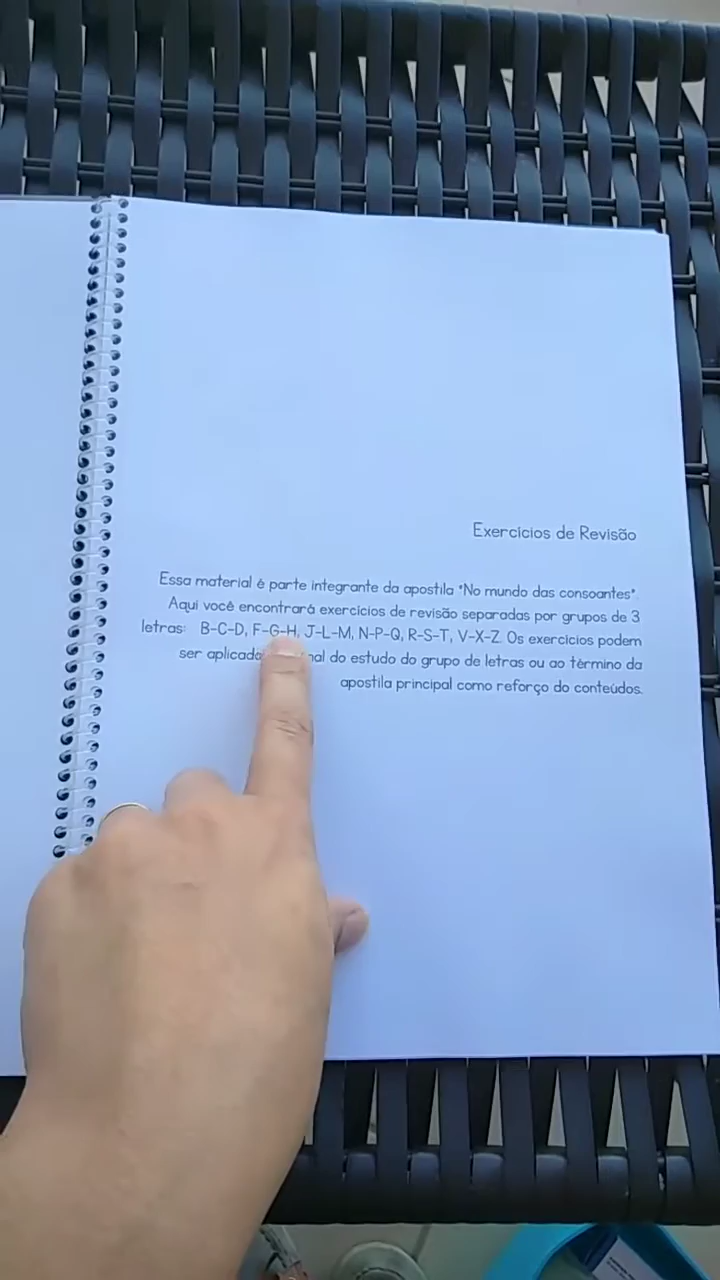 Exercícios de Revisão
Essa material é parte integrante da apostila "No mundo das consoantes".
Aqui você encontrará exercícios de revisão separadas por grupos de 3
letras: B-C-D, F-G-H, J-L-M, N-P-Q, R-S-T, V-X-Z. Os exercícios podem
ser do estudo do grupo de letras ou ao término da
apostila principal como reforço do conteúdos.